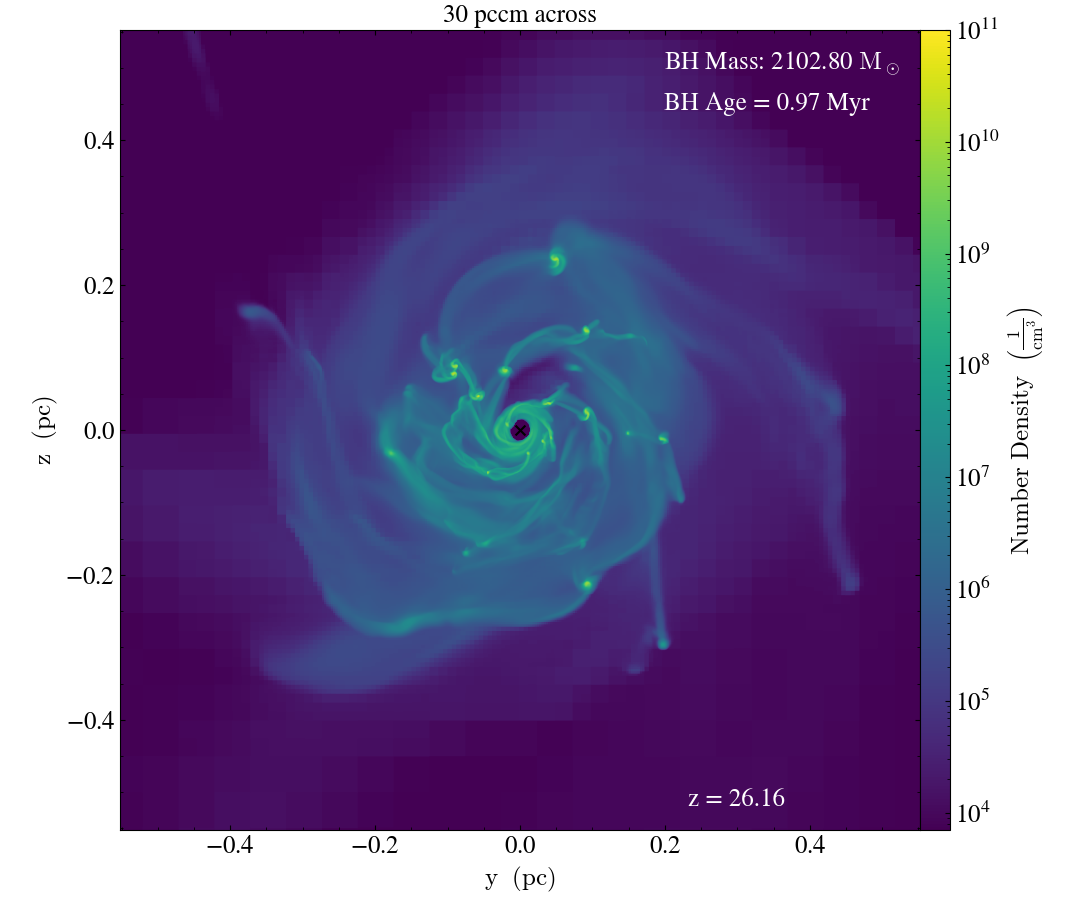 30 pccm across
BH Mass: 2102.80 M⊙
BH Age = 0.97 Myr
z = 26.16
0.4
0.2
0.0
−0.2
−0.4
z (pc)
−0.4 −0.2 0.0 0.2 0.4
y (pc)
10¹¹
10¹⁰
10⁹
10⁸
10⁷
10⁶
10⁵
10⁴
Number Density (1/cm³)